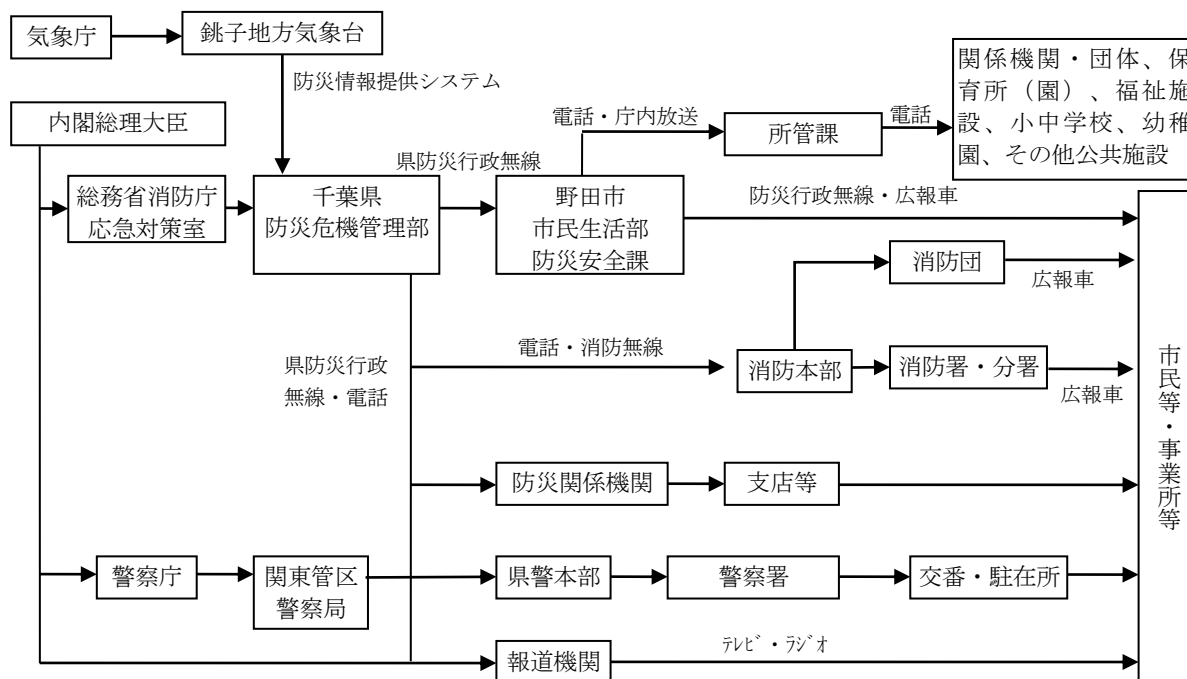 気象庁
銚子地方気象台
防災情報提供システム
内閣総理大臣
電話・庁内放送
所管課
電話
関係機関・団体、保
育所（園）、福祉施
設、小中学校、幼稚
園、その他公共施設
総務省消防庁
応急対策室
千葉県
防災危機管理部
県防災行政無線
野田市
市民生活部
防災安全課
防災行政無線・広報車
消防団
広報車
県防災行政
無線・電話
電話・消防無線
消防本部
消防署・分署
広報車
市民等・事業所等
防災関係機関
支店等
警察庁
関東管区
警察局
県警本部
警察署
交番・駐在所
報道機関
ﾃﾚﾋﾞ・ﾗｼﾞｵ